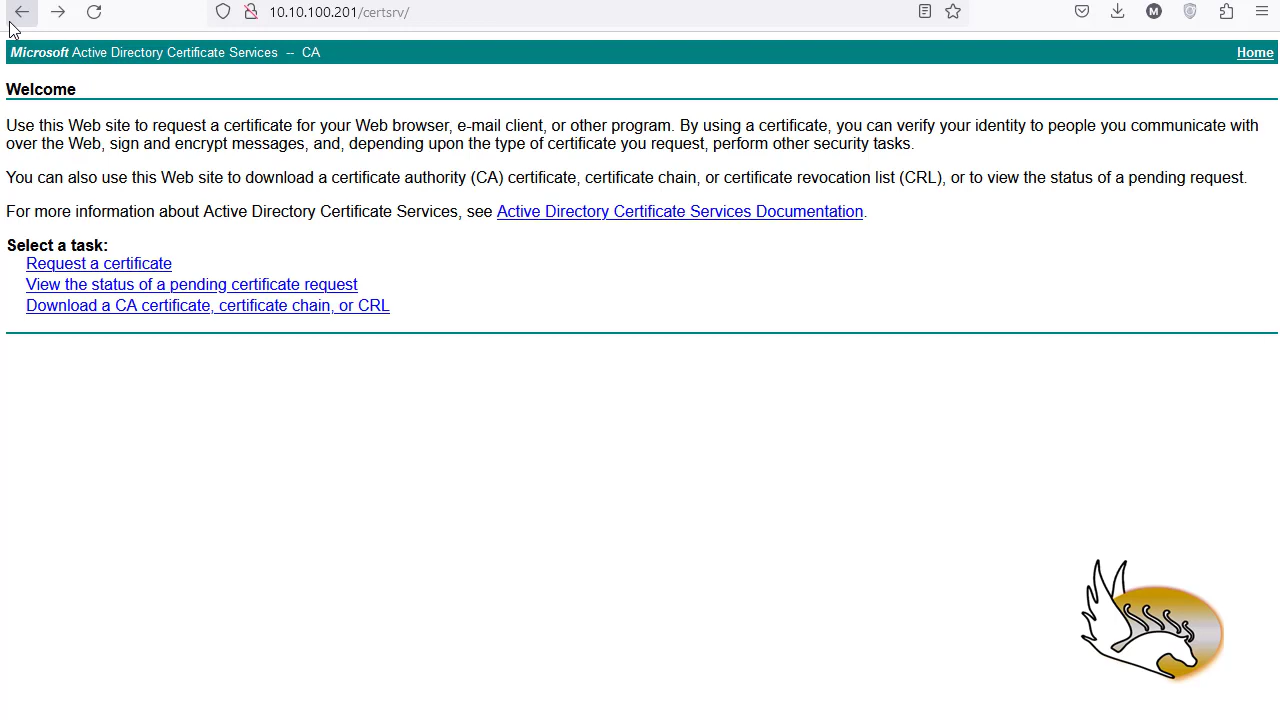 10.10.100.201/certsrv/
M
Microsoft Active Directory Certificate Services -- CA
Home
Welcome
Use this Web site to request a certificate for your Web browser, e-mail client, or other program. By using a certificate, you can verify your identity to people you communicate with
over the Web, sign and encrypt messages, and, depending upon the type of certificate you request, perform other security tasks.
You can also use this Web site to download a certificate authority (CA) certificate, certificate chain, or certificate revocation list (CRL), or to view the status of a pending request.
For more information about Active Directory Certificate Services, see Active Directory Certificate Services Documentation.
Select a task:
Request a certificate
View the status of a pending certificate request
Download a CA certificate, certificate chain, or CRL